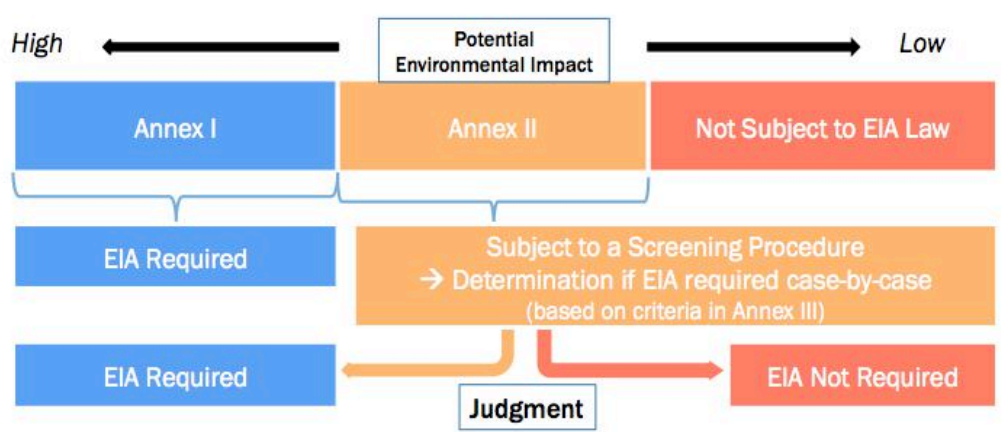 High
Potential
Environmental Impact
Low
Annex I
Annex II
Not Subject to EIA Law
EIA Required
Subject to a Screening Procedure
→ Determination if EIA required case-by-case
(based on criteria in Annex III)
EIA Required
EIA Not Required
Judgment